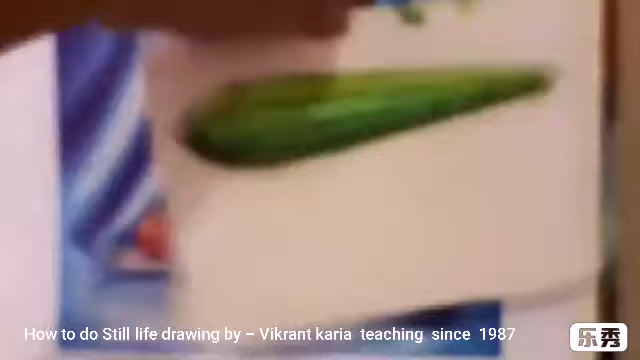 How to do Still life drawing by – Vikrant karia teaching since 1987
乐秀